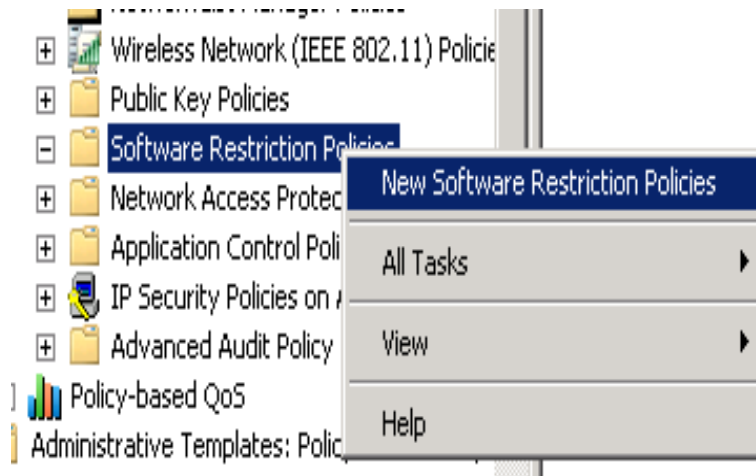 Wireless Network (IEEE 802.11) Policie
Public Key Policies
Software Restriction Policies
New Software Restriction Policies
Network Access Protec
All Tasks
Application Control Poli
IP Security Policies on A
View
Advanced Audit Policy
Policy-based QoS
Help
Administrative Templates: Polic